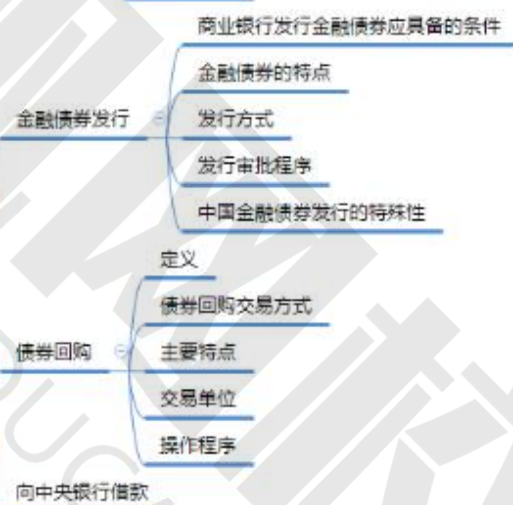 商业银行发行金融债券应具备的条件
金融债券的特点
金融债券发行
发行方式
发行审批程序
中国金融债券发行的特殊性
定义
债券回购交易方式
债券回购
主要特点
交易单位
操作程序
向中央银行借款